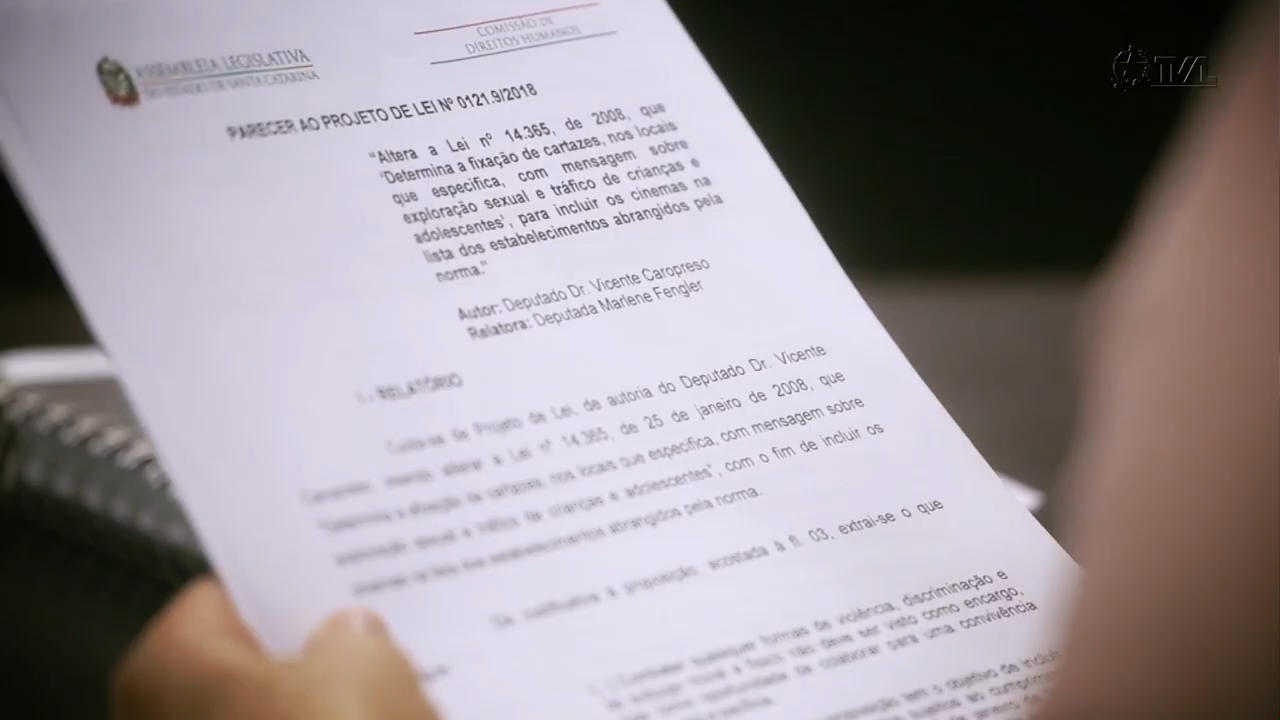 ASSEMBLEIA LEGISLATIVA
DO ESTADO DE SANTA CATARINA
COMISSÃO DE
DIREITOS HUMANOS
TVAL
PARECER AO PROJETO DE LEI Nº 0121.9/2018
"Altera a Lei nº 14.365, de 2008, que
'Determina a fixação de cartazes, nos locais
que especifica, com mensagem sobre
exploração sexual e tráfico de crianças e
adolescentes', para incluir os cinemas na
lista dos estabelecimentos abrangidos pela
norma."
Autor: Deputado Dr. Vicente Caropreso
Relatora: Deputada Marlene Fengler
I - RELATÓRIO
Cuida-se de Projeto de Lei, de autoria do Deputado Dr. Vicente
Caropreso, visando alterar a Lei nº 14.365, de 25 de janeiro de 2008, que
"Determina a afixação de cartazes, nos locais que especifica, com mensagem sobre
exploração sexual e tráfico de crianças e adolescentes", com o fim de incluir os
cinemas na lista dos estabelecimentos abrangidos pela norma.
Da justificativa à proposição, acostada à fl. 03, extrai-se o que
[...] Combater quaisquer formas de violência, discriminação e
não deve ser visto como encargo,
oportunidade de colaborar para uma convivência
tem o objetivo de incluir